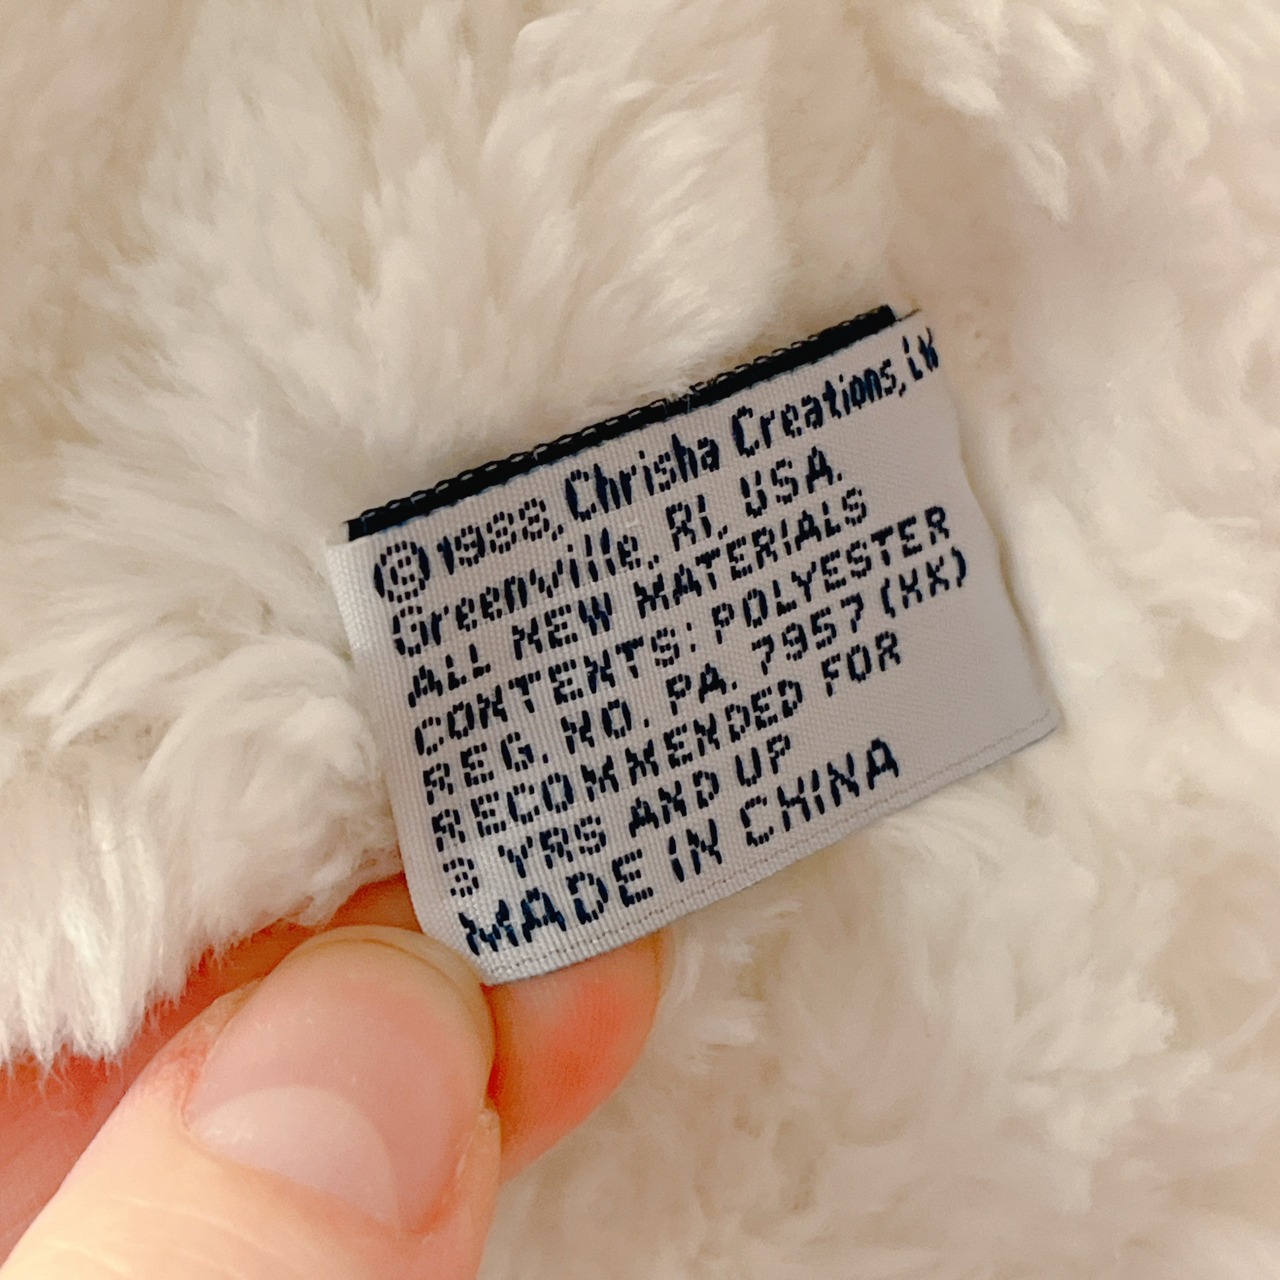 ©1988, Chrisha Creations,
Greenville, RI, USA.
ALL NEW MATERIALS
CONTENTS: POLYESTER
REG. NO. PA. 7957 (KK)
RECOMMENDED FOR
3 YRS AND UP
MADE IN CHINA